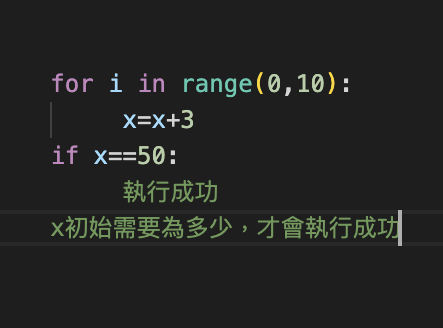 for i in range(0,10):
x=x+3
if x==50:
執行成功
x初始需要為多少，才會執行成功